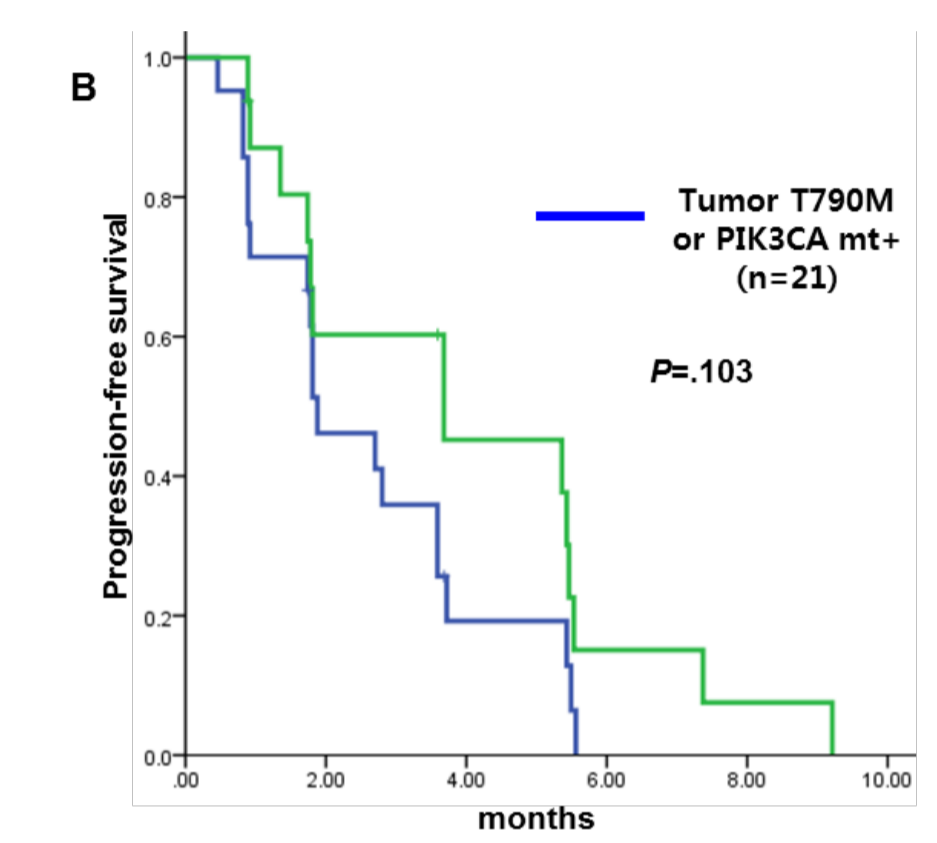 B
Progression-free survival
1.0
0.8
0.6
0.4
0.2
0.0
Tumor T790M
or PIK3CA mt+
(n=21)
P=.103
.00 2.00 4.00 6.00 8.00 10.00
months